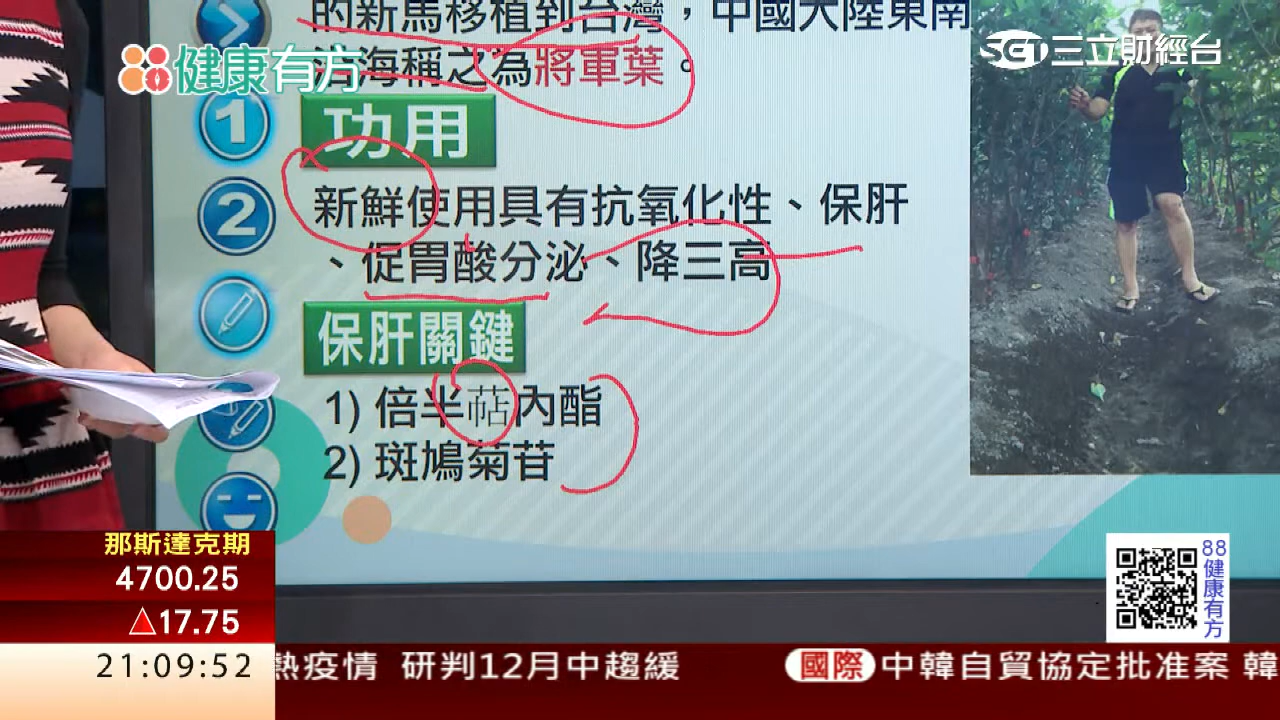 的新馬移植到台灣，中國大陸東南
沿海稱之為將軍葉。
健康有方
SET三立財經台
1
功用
2
新鮮使用具有抗氧化性、保肝
、促胃酸分泌、降三高
保肝關鍵
1) 倍半萜內酯
2) 斑鳩菊苷
88健康有方
那斯達克期
4700.25
△17.75
21:09:52
熱疫情 研判12月中趨緩
國際 中韓自貿協定批准案 韓